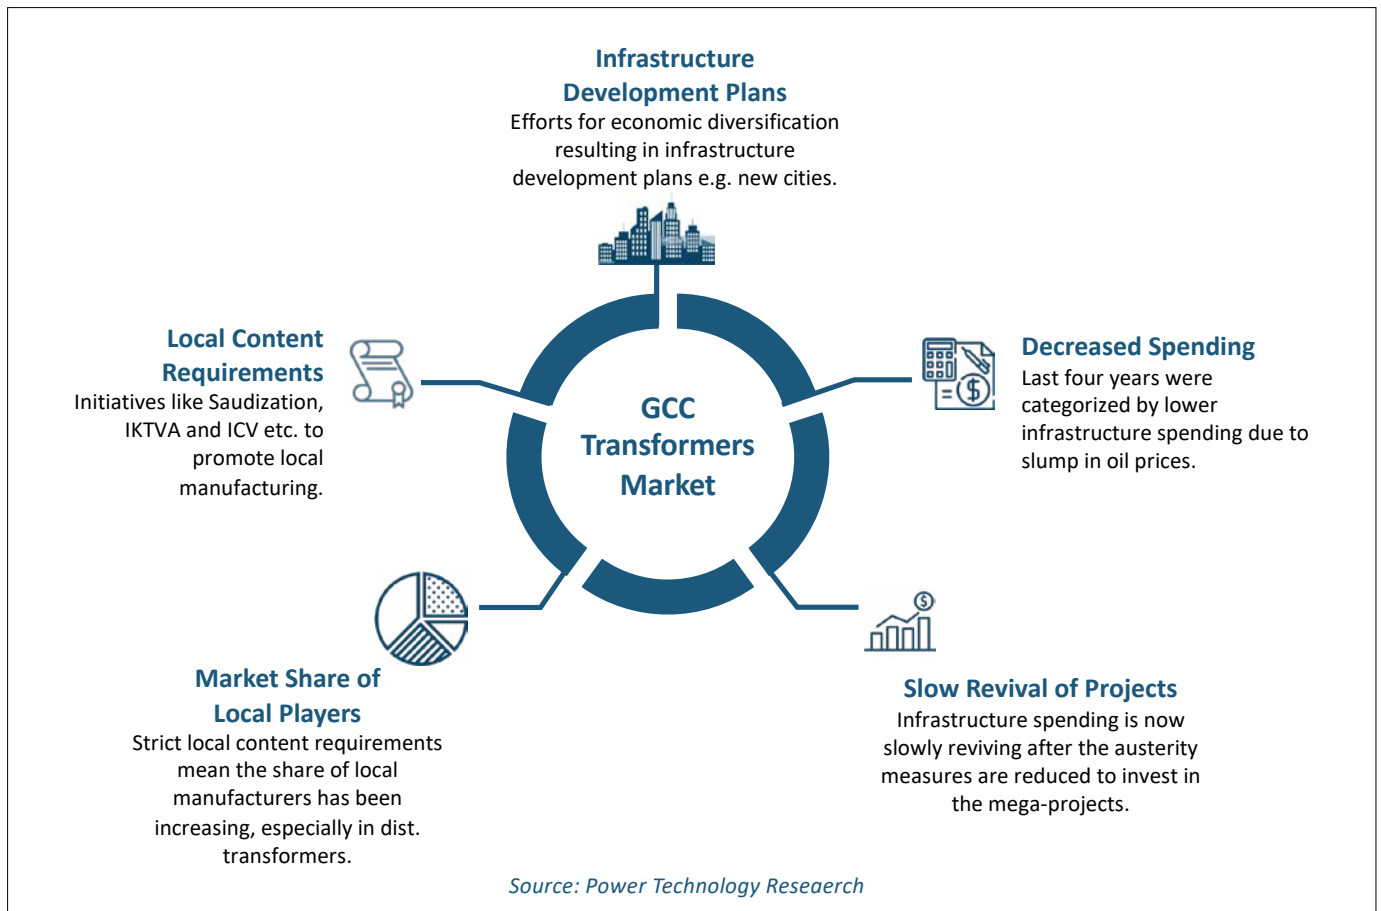 Infrastructure
Development Plans
Efforts for economic diversification
resulting in infrastructure
development plans e.g. new cities.
Local Content
Requirements
Initiatives like Saudization,
IKTVA and ICV etc. to
promote local
manufacturing.
GCC
Transformers
Market
Decreased Spending
Last four years were
categorized by lower
infrastructure spending due to
slump in oil prices.
Market Share of
Local Players
Strict local content requirements
mean the share of local
manufacturers has been
increasing, especially in dist.
transformers.
Slow Revival of Projects
Infrastructure spending is now
slowly reviving after the austerity
measures are reduced to invest in
the mega-projects.
Source: Power Technology Reseaerch